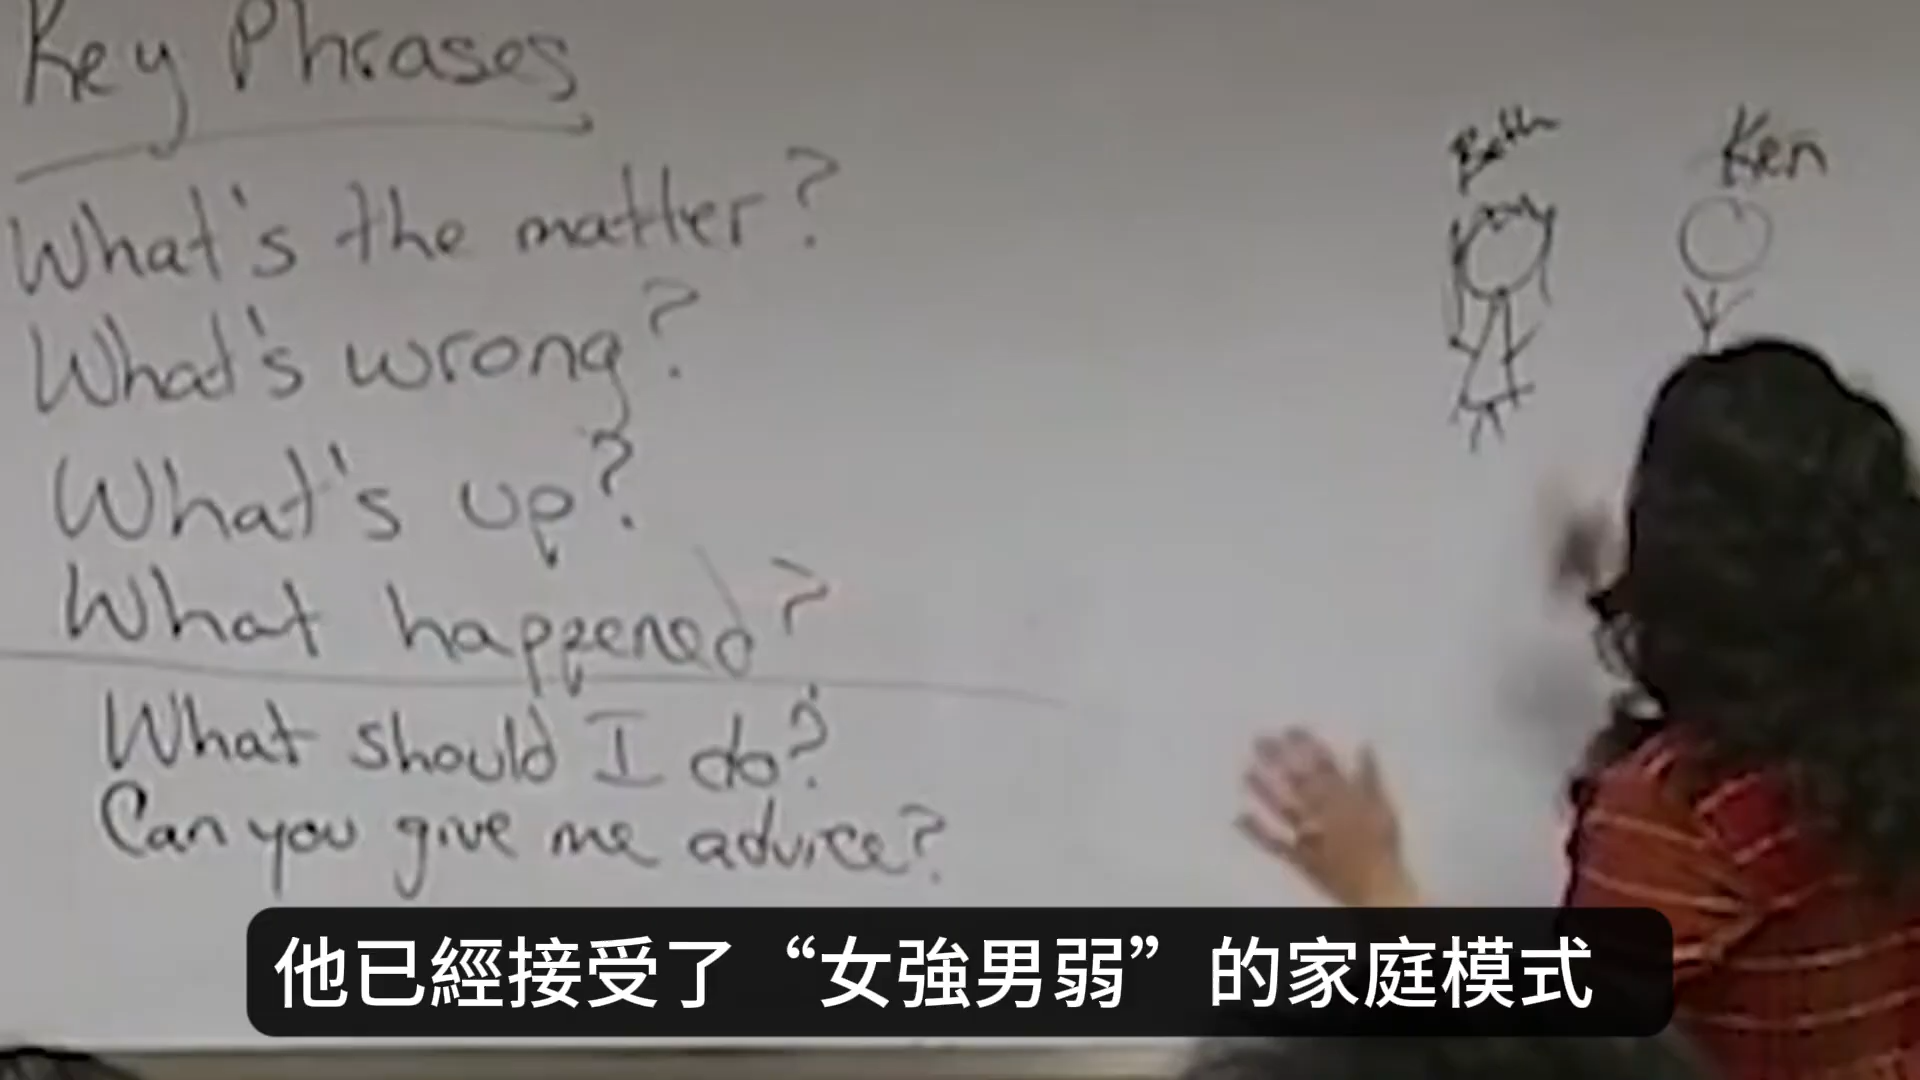 Key Phrases
What's the matter?
What's wrong?
What's up?
What happened?
What should I do?
Can you give me advice?
Beth
Ken
他已經接受了“女強男弱”的家庭模式